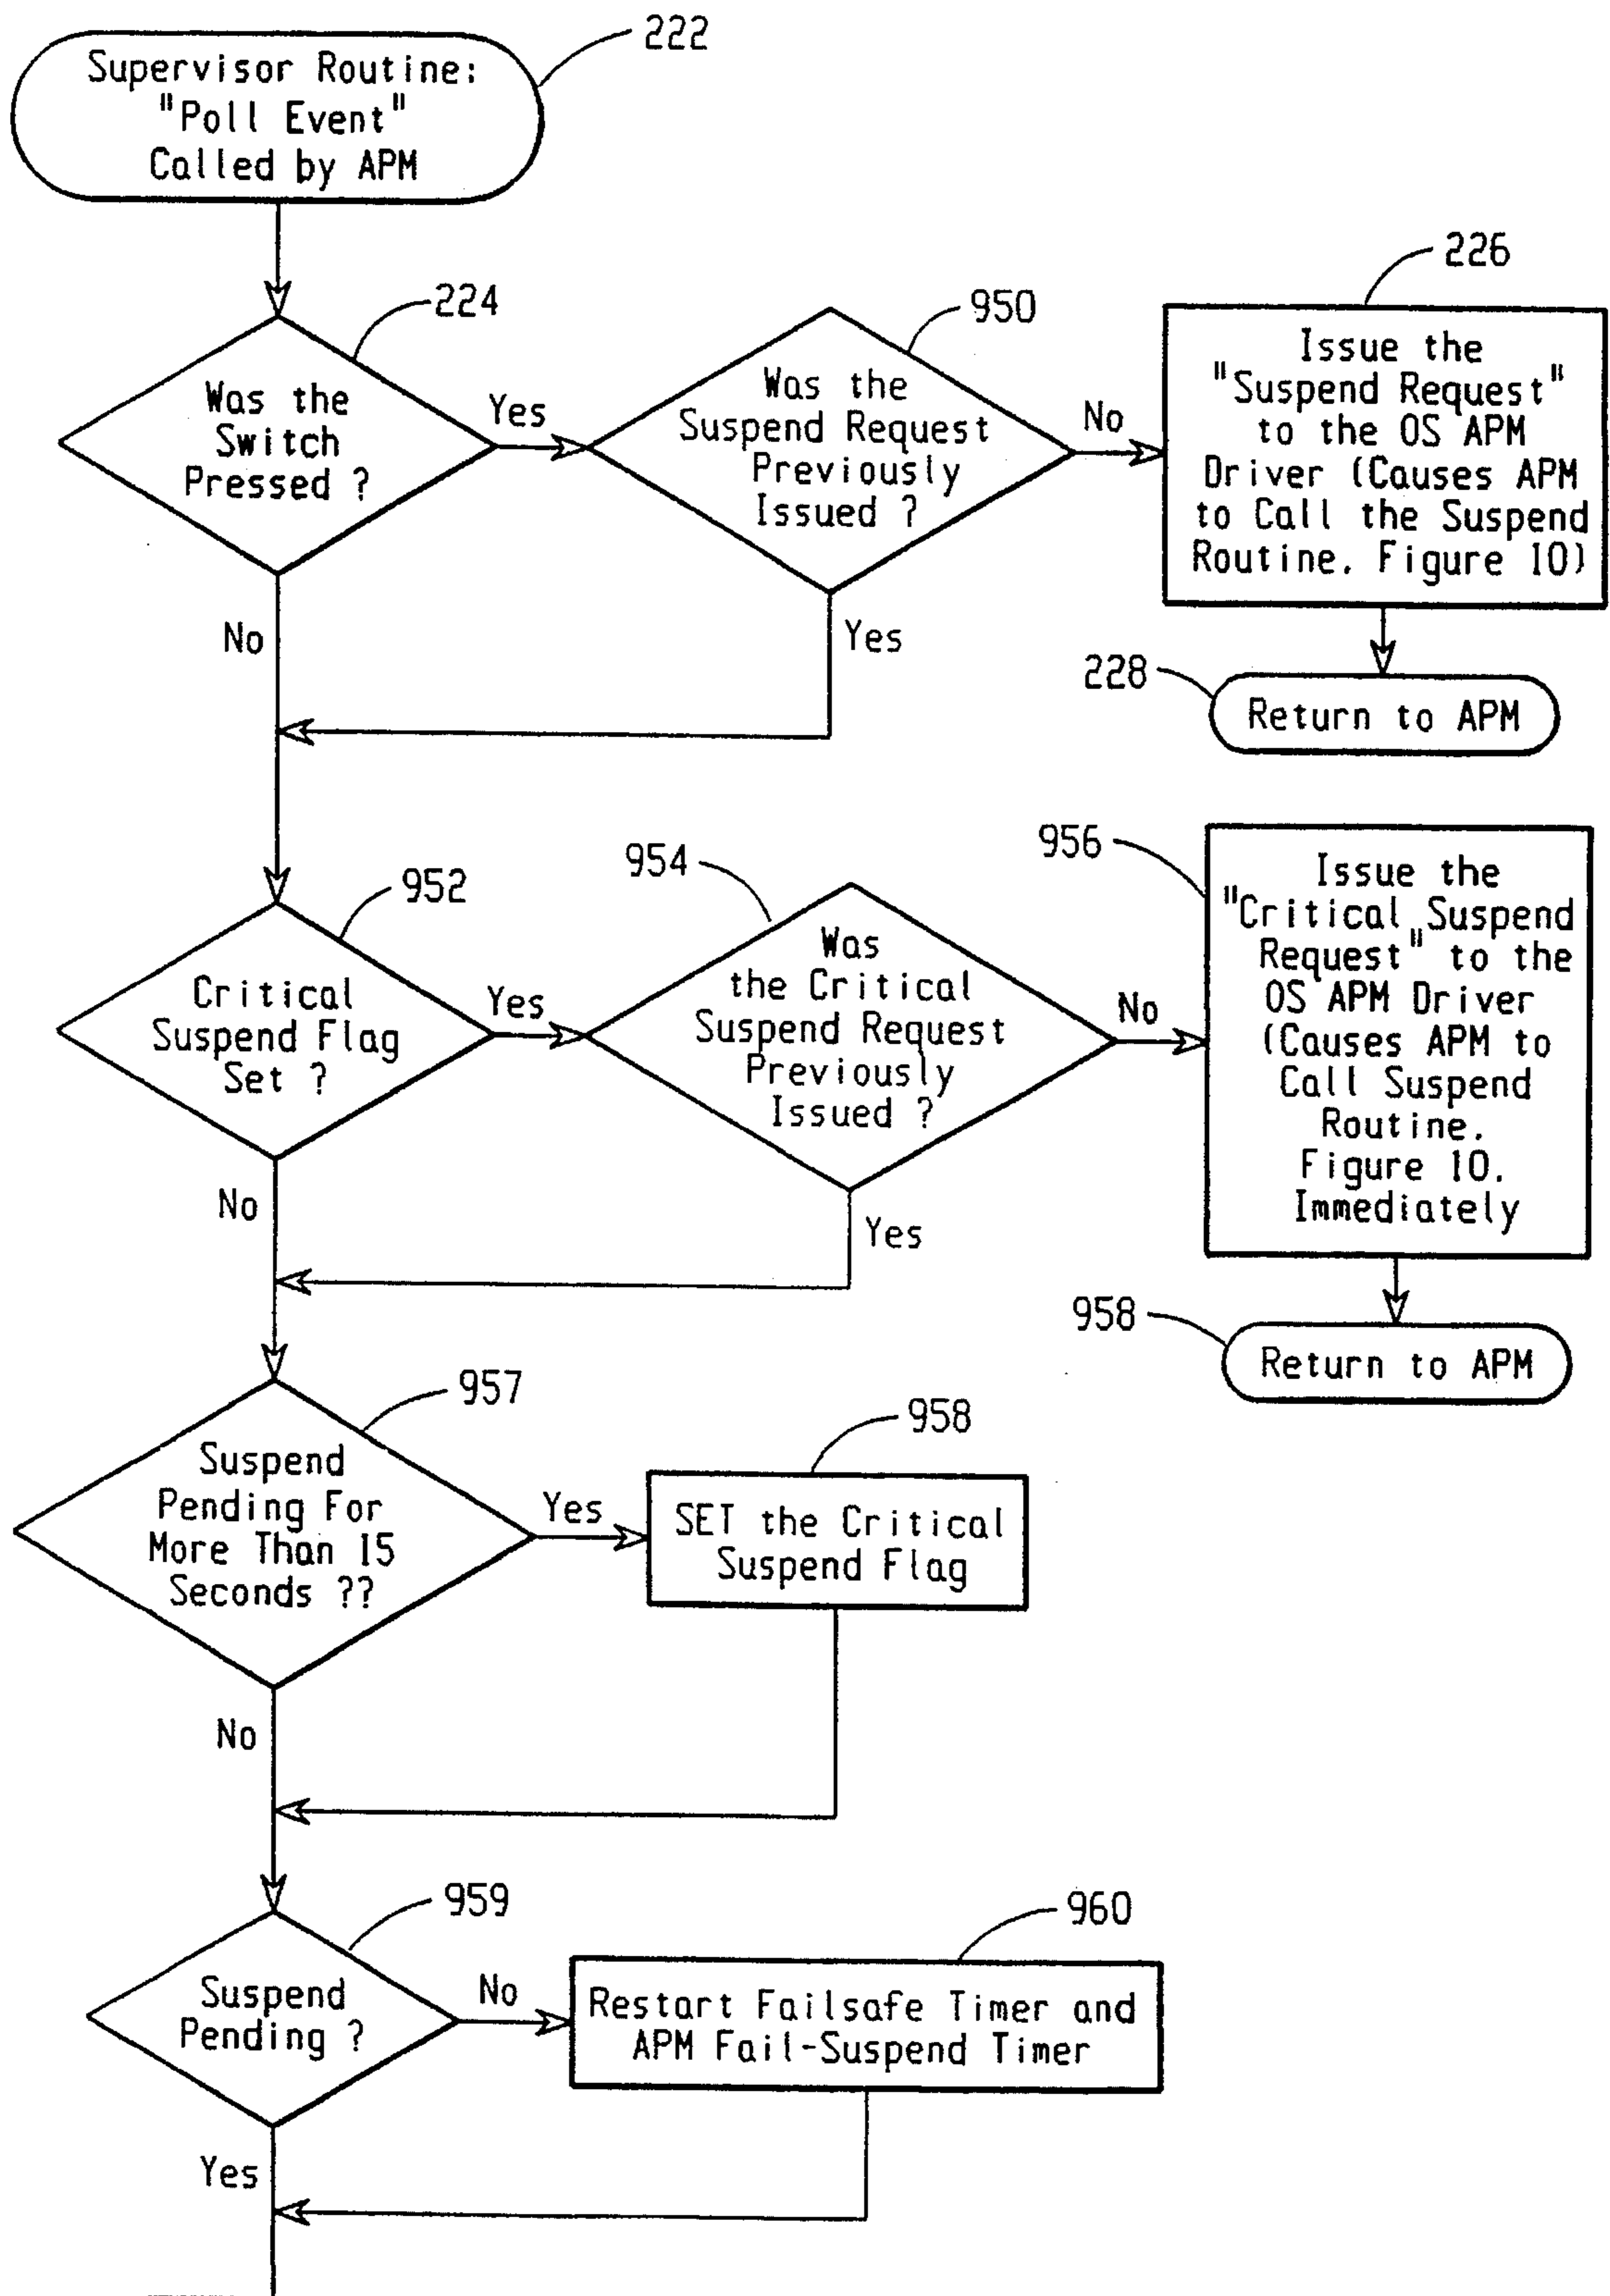 222
Supervisor Routine:
"Poll Event"
Called by APM
224
Was the
Switch
Pressed ?
Yes
No
950
Was the
Suspend Request
Previously
Issued ?
No
Yes
226
Issue the
"Suspend Request"
to the OS APM
Driver (Causes APM
to Call the Suspend
Routine. Figure 10)
228
Return to APM
952
Critical
Suspend Flag
Set ?
Yes
No
954
Was
the Critical
Suspend Request
Previously
Issued ?
No
Yes
956
Issue the
"Critical Suspend
Request" to the
OS APM Driver
(Causes APM to
Call Suspend
Routine.
Figure 10.
Immediately
958
Return to APM
957
Suspend
Pending For
More Than 15
Seconds ??
Yes
No
958
SET the Critical
Suspend Flag
959
Suspend
Pending ?
No
Yes
960
Restart Failsafe Timer and
APM Fail-Suspend Timer